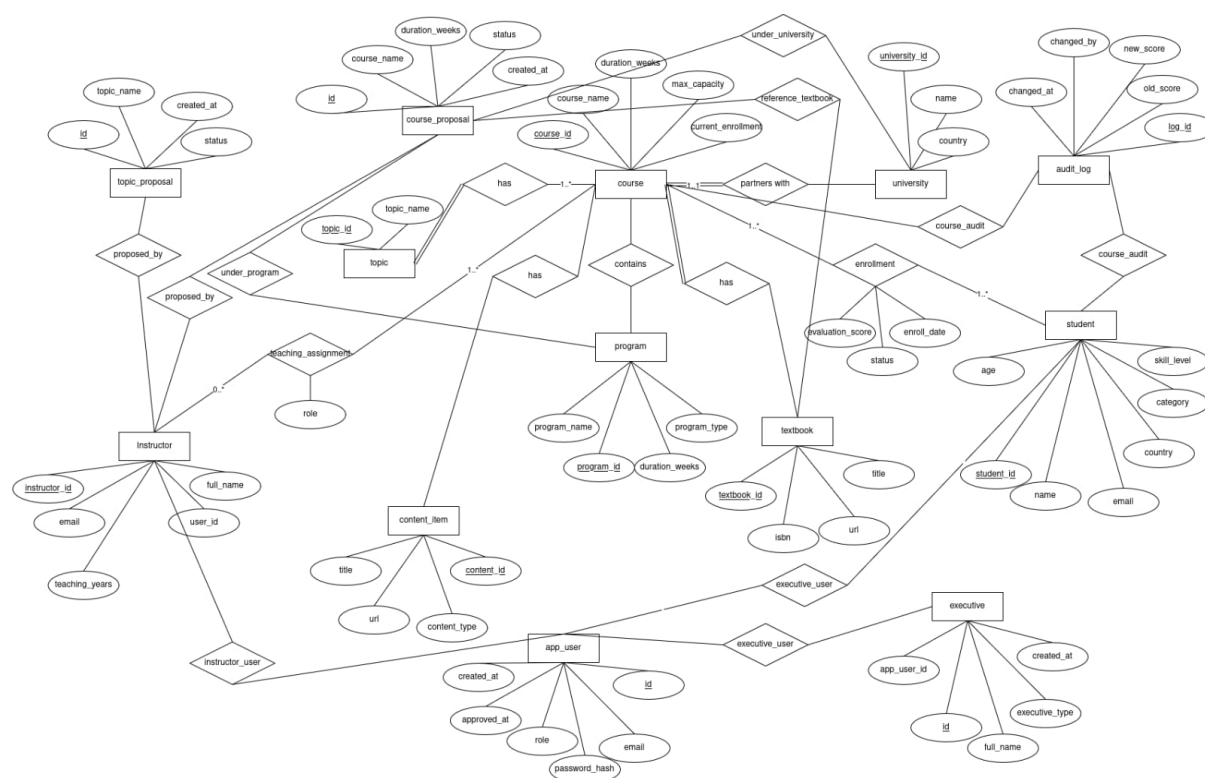 duration_weeks
status
under_university
course_name
created_at
id
course_proposal
topic_name
created_at
id
status
topic_proposal
duration_weeks
course_name
max_capacity
course_id
current_enrollment
course
reference_textbook
university_id
name
country
university
changed_by
new_score
changed_at
old_score
log_id
audit_log
has
1..*
1..1
partners with
topic_name
topic_id
topic
proposed_by
under_program
proposed_by
has
contains
has
1..*
1..*
enrollment
1..*
course_audit
course_audit
evaluation_score
enroll_date
status
student
age
skill_level
category
country
student_id
name
email
teaching_assignment
0..*
role
program
program_name
program_type
program_id
duration_weeks
textbook
textbook_id
title
isbn
url
Instructor
instructor_id
full_name
email
user_id
teaching_years
content_item
title
content_id
url
content_type
executive_user
executive_user
instructor_user
app_user
created_at
id
approved_at
role
email
password_hash
executive
app_user_id
created_at
id
executive_type
full_name